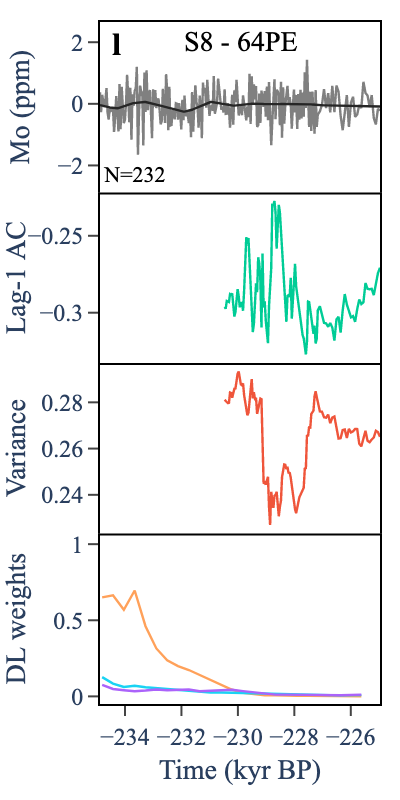 l S8 - 64PE
Mo (ppm)
2
0
−2
N=232
Lag-1 AC
−0.25
−0.3
Variance
0.28
0.26
0.24
DL weights
1
0.5
0
−234 −232 −230 −228 −226
Time (kyr BP)